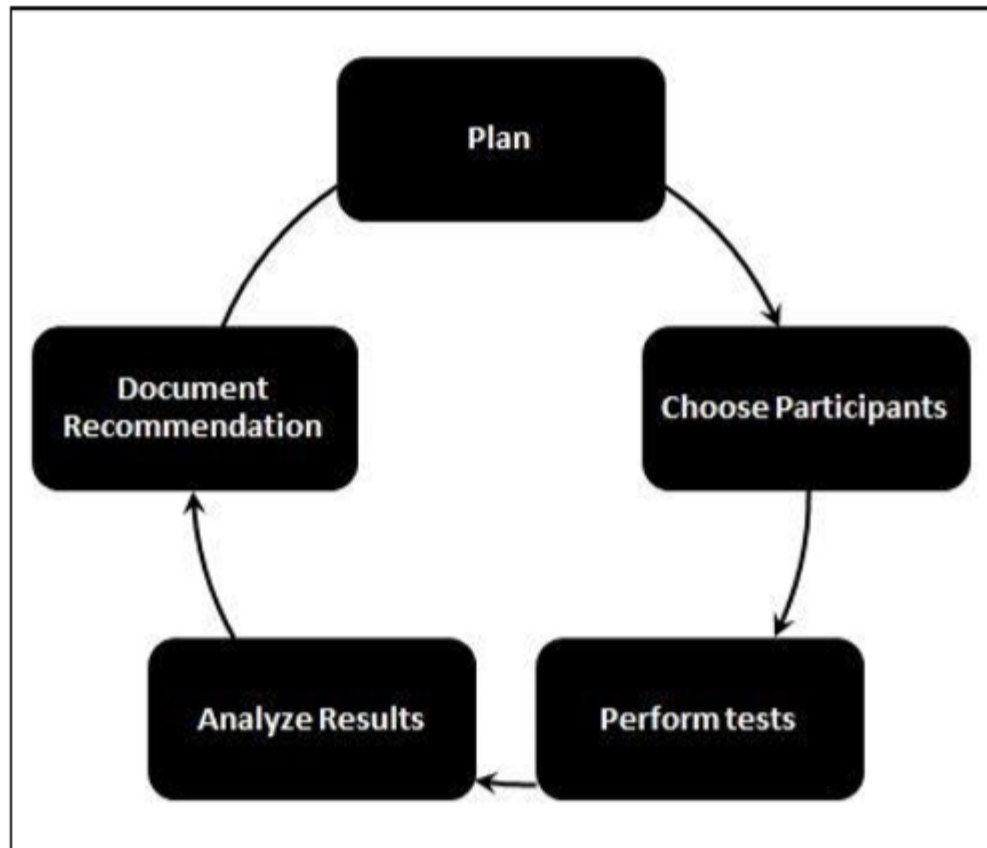 Plan
Choose Participants
Perform tests
Analyze Results
Document
Recommendation